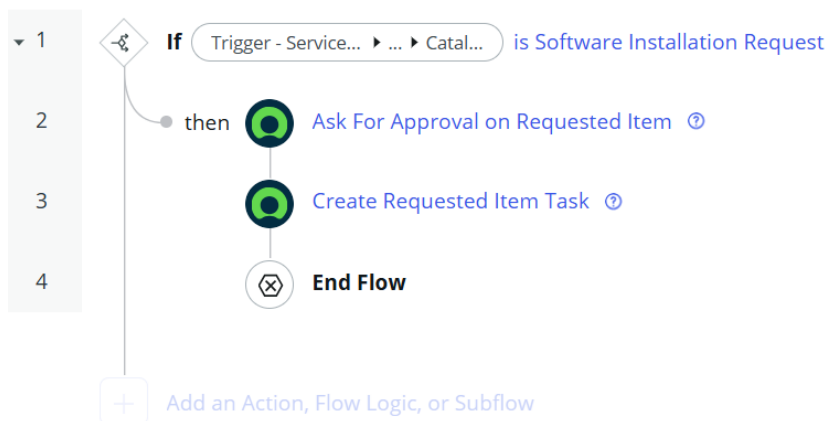 1 If Trigger - Service... ▸ ... ▸ Catal... is Software Installation Request
2 then Ask For Approval on Requested Item
3 Create Requested Item Task
4 End Flow
Add an Action, Flow Logic, or Subflow